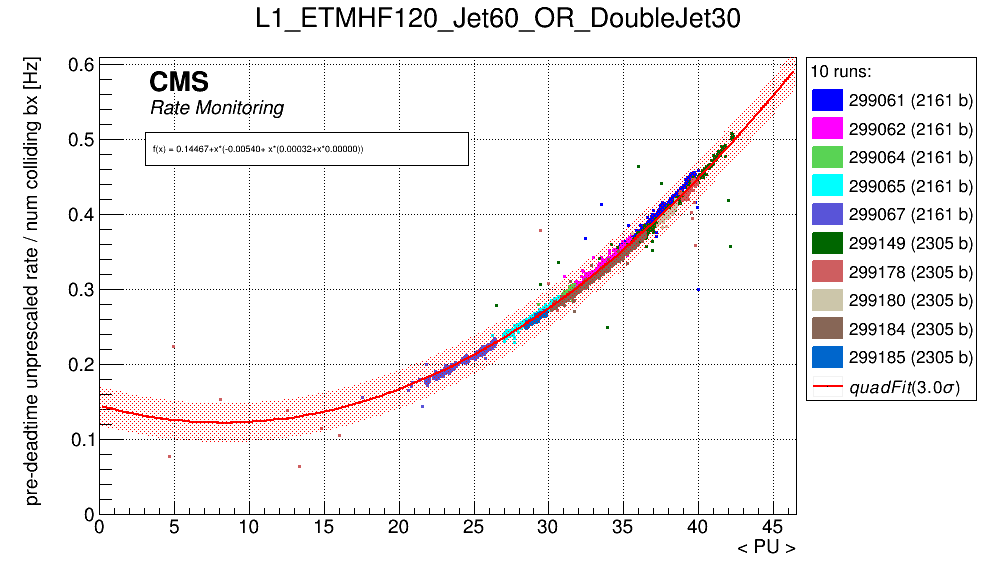 L1_ETMHF120_Jet60_OR_DoubleJet30
pre-deadtime unprescaled rate / num colliding bx [Hz]
0.6
0.5
0.4
0.3
0.2
0.1
0
CMS
Rate Monitoring
f(x) = 0.14467+x*(-0.00540+ x*(0.00032+x*0.00000))
0 5 10 15 20 25 30 35 40 45
< PU >
10 runs:
299061 (2161 b)
299062 (2161 b)
299064 (2161 b)
299065 (2161 b)
299067 (2161 b)
299149 (2305 b)
299178 (2305 b)
299180 (2305 b)
299184 (2305 b)
299185 (2305 b)
quadFit(3.0σ)